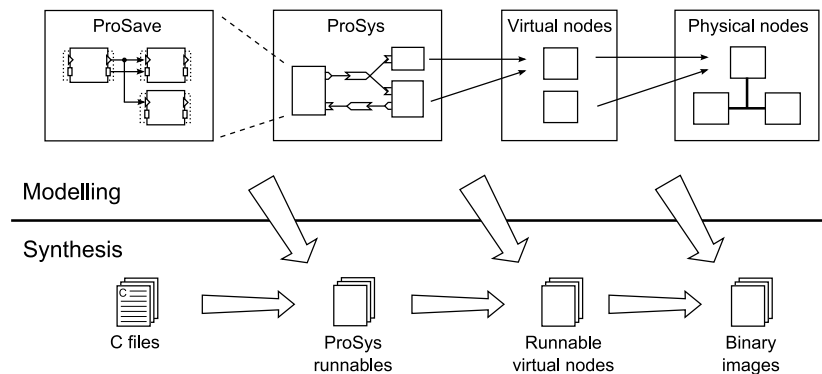 ProSave
ProSys
Virtual nodes
Physical nodes
Modelling
Synthesis
C
C files
ProSys
runnables
Runnable
virtual nodes
Binary
images